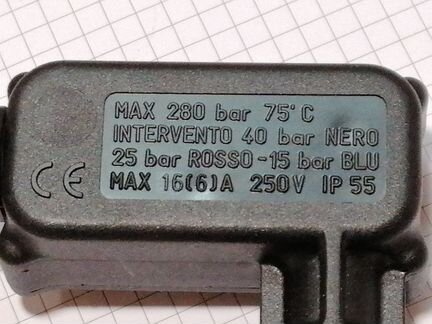 MAX 280 bar 75°C
INTERVENTO 40 bar NERO
25 bar ROSSO-15 bar BLU
CE MAX 16(6)A 250V IP 55